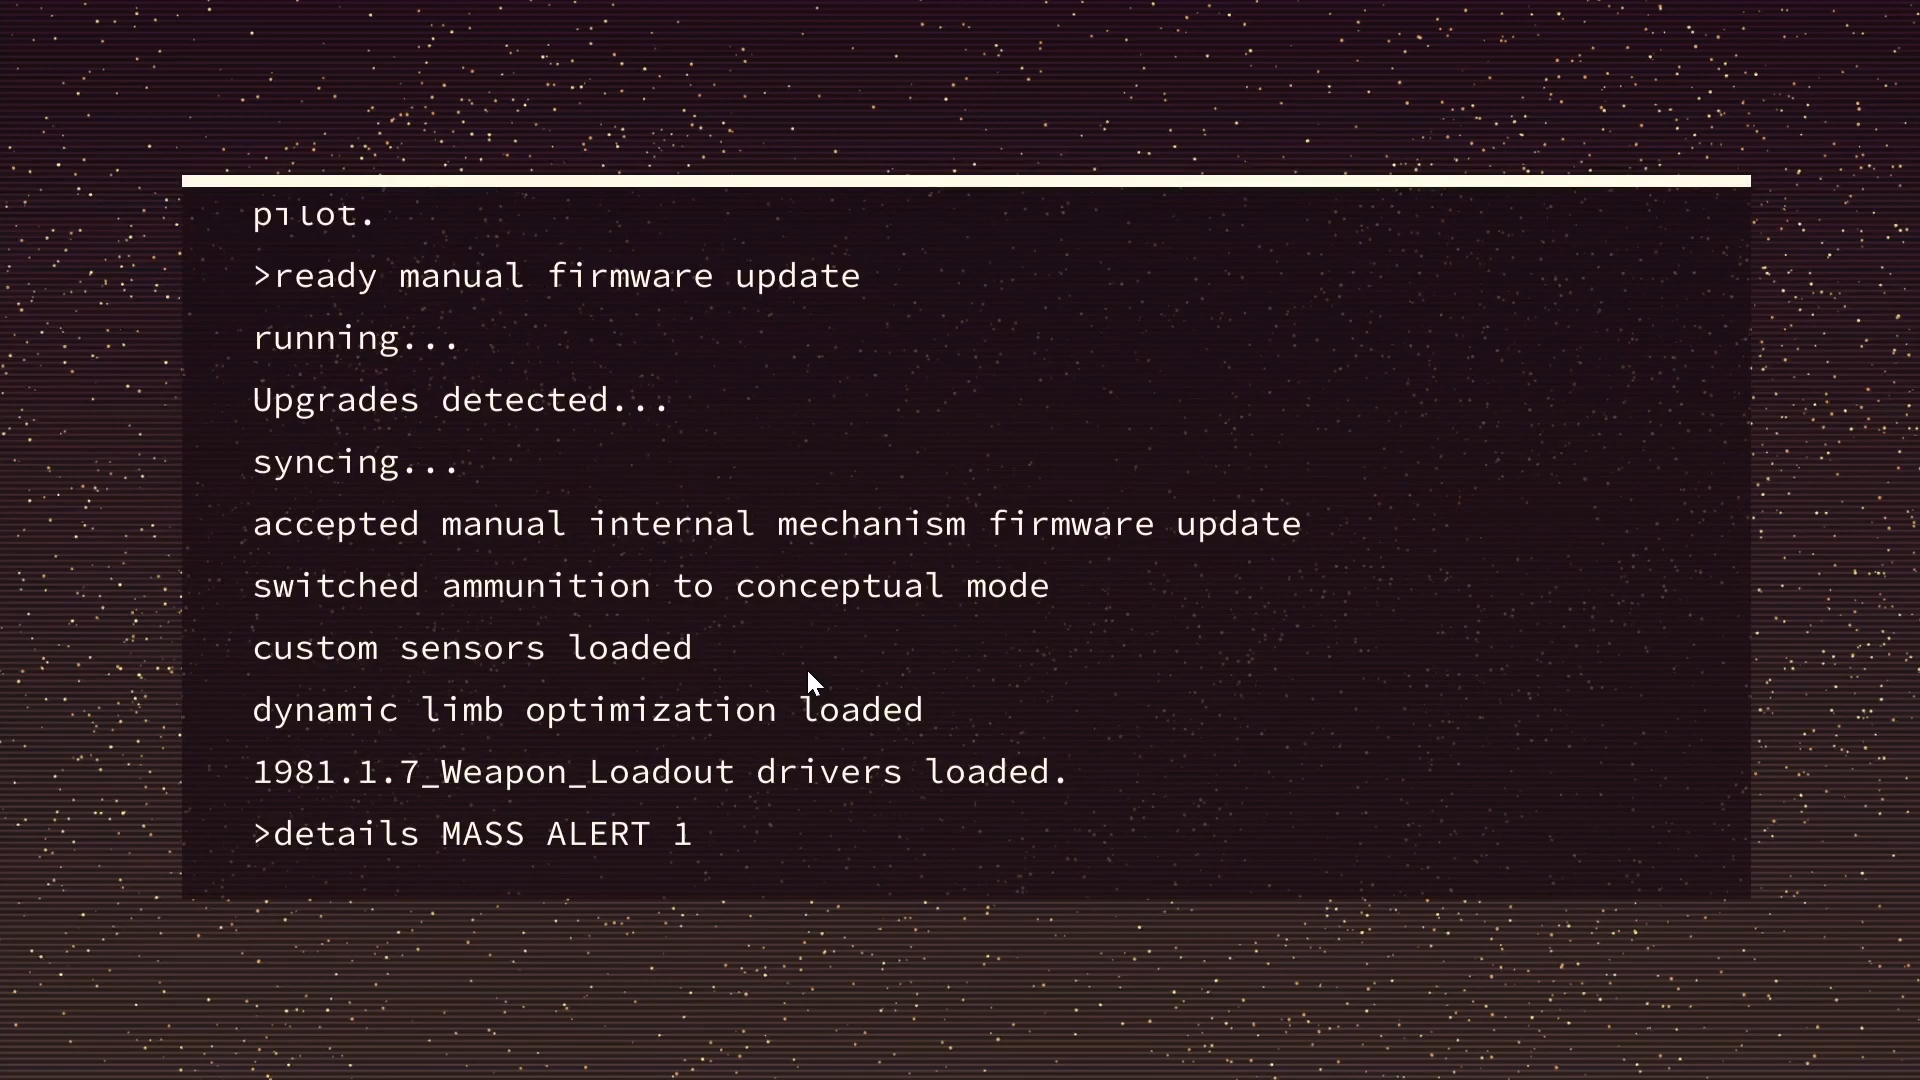 pilot.
>ready manual firmware update
running...
Upgrades detected...
syncing...
accepted manual internal mechanism firmware update
switched ammunition to conceptual mode
custom sensors loaded
dynamic limb optimization loaded
1981.1.7_Weapon_Loadout drivers loaded.
>details MASS ALERT 1